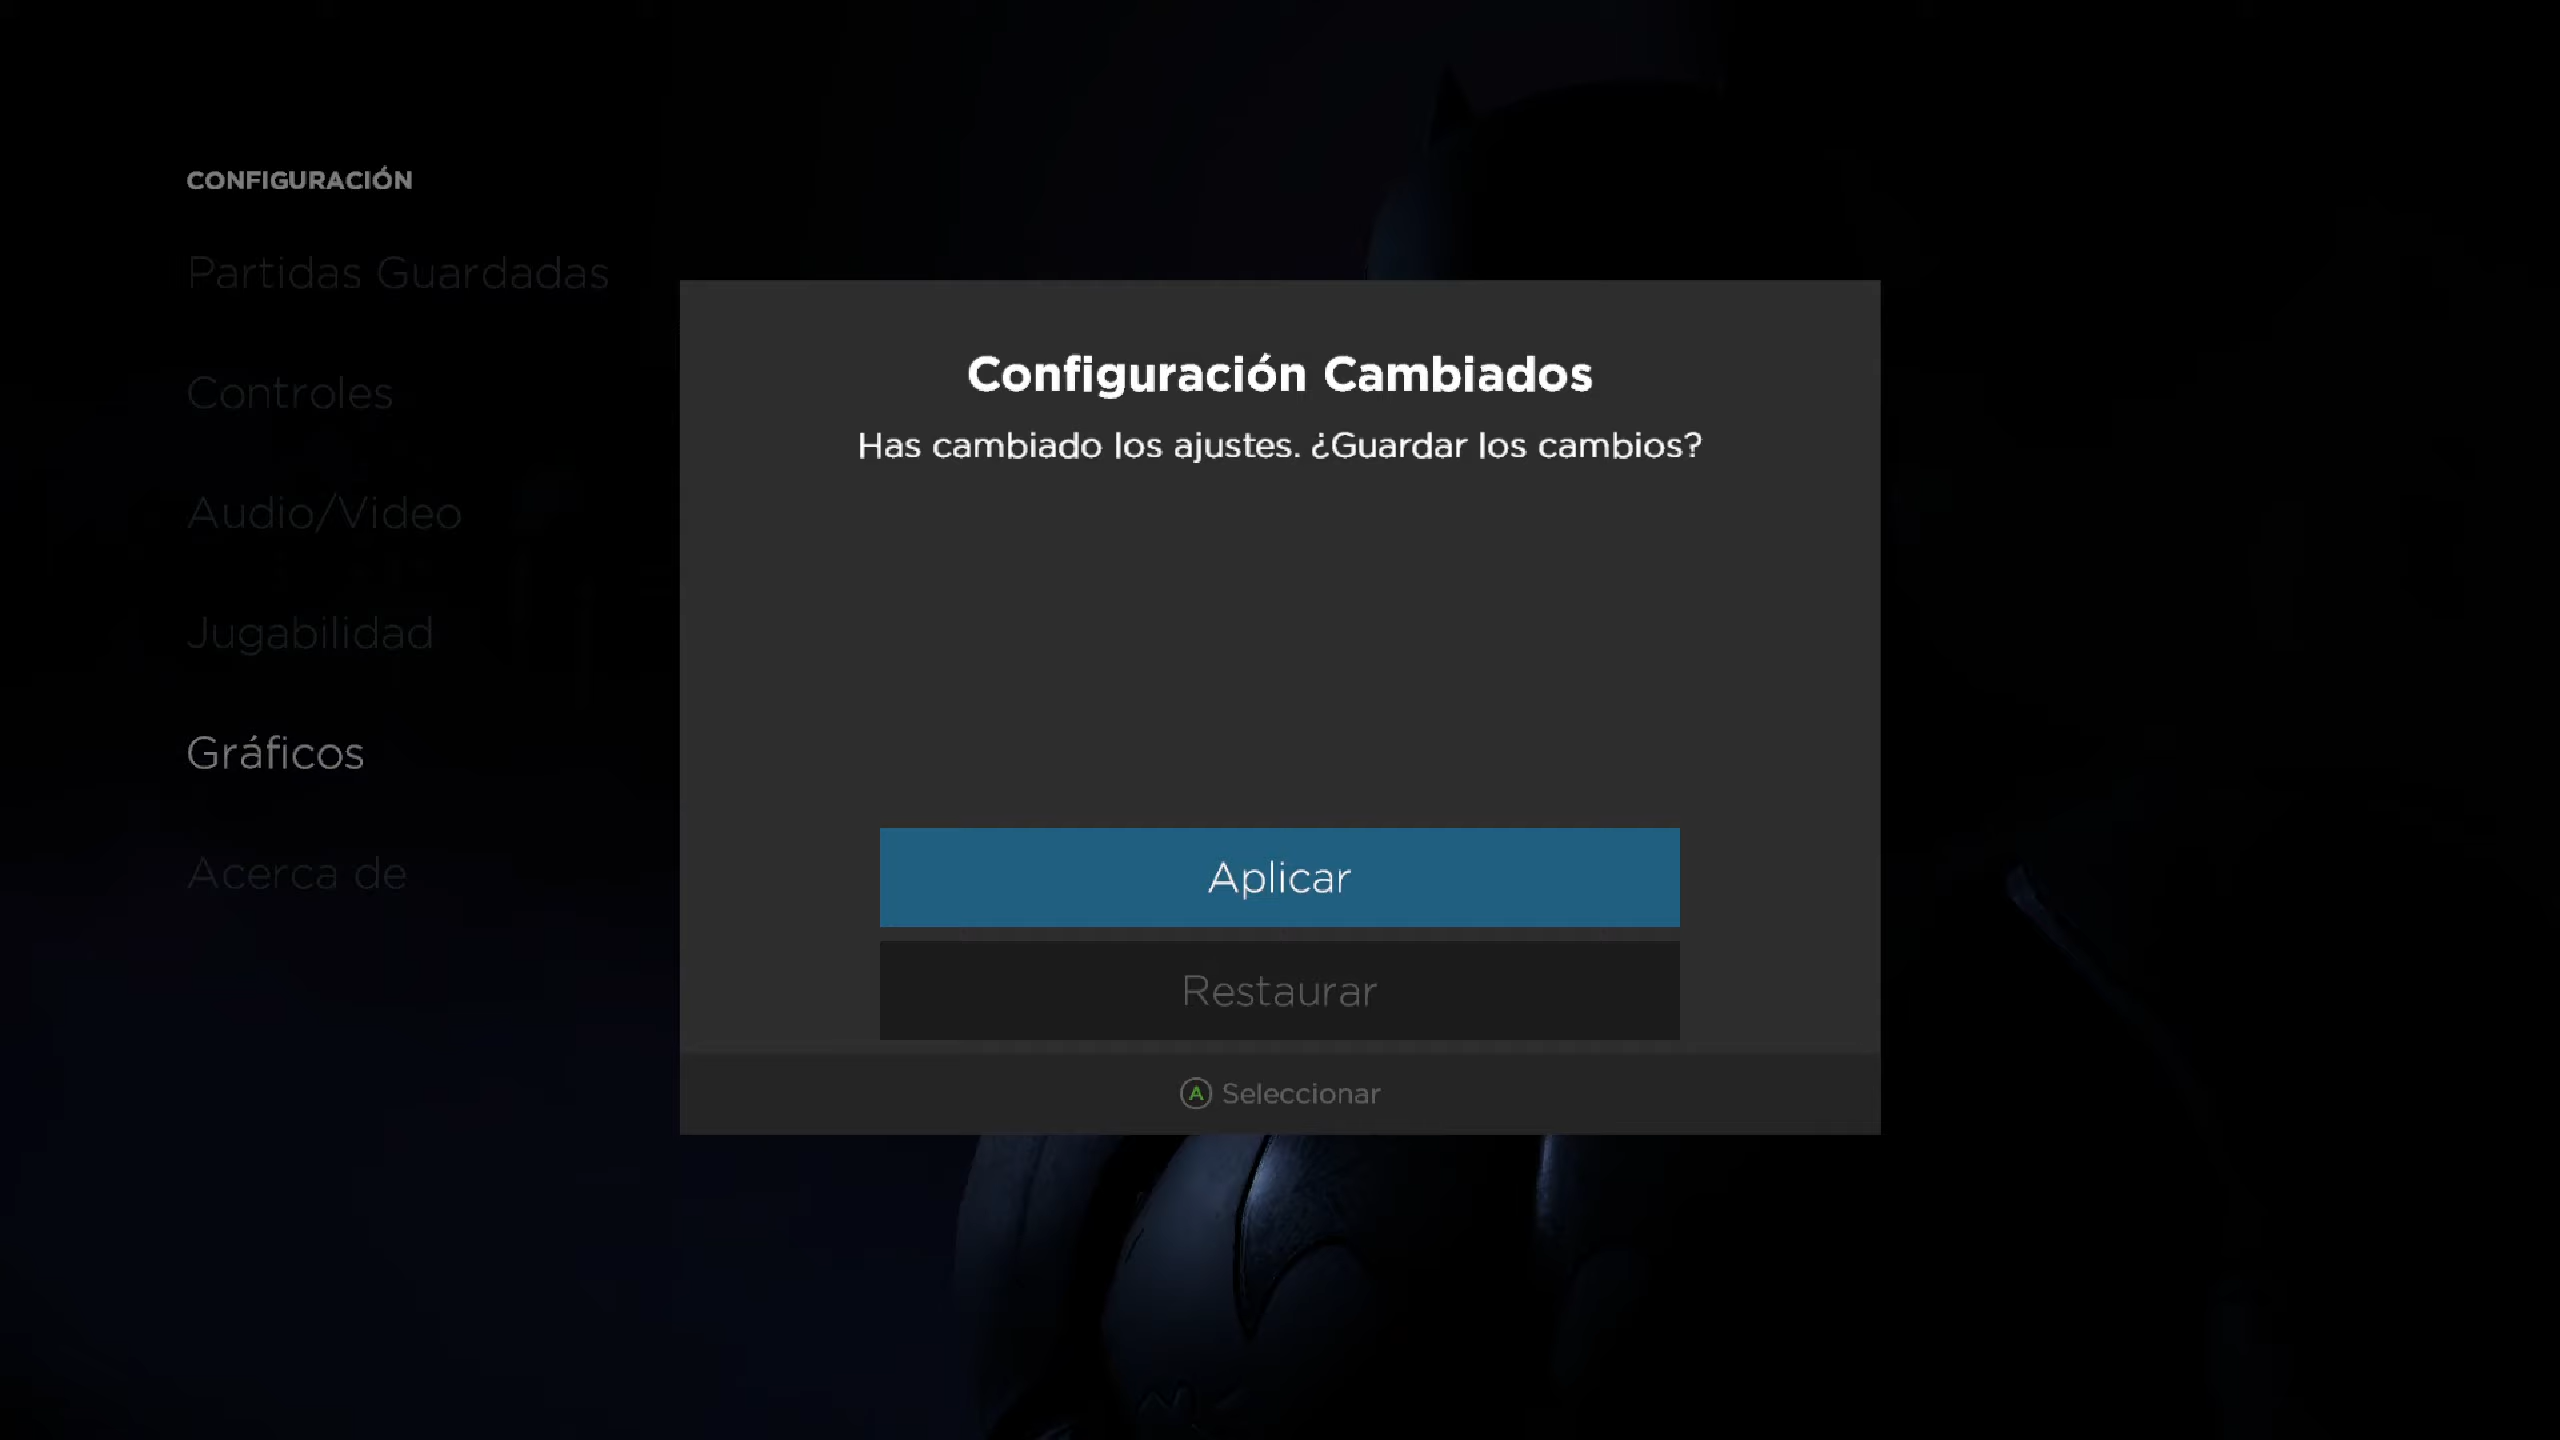 CONFIGURACIÓN
Partidas Guardadas
Controles
Audio/Video
Jugabilidad
Gráficos
Acerca de
Configuración Cambiados
Has cambiado los ajustes. ¿Guardar los cambios?
Aplicar
Restaurar
A Seleccionar